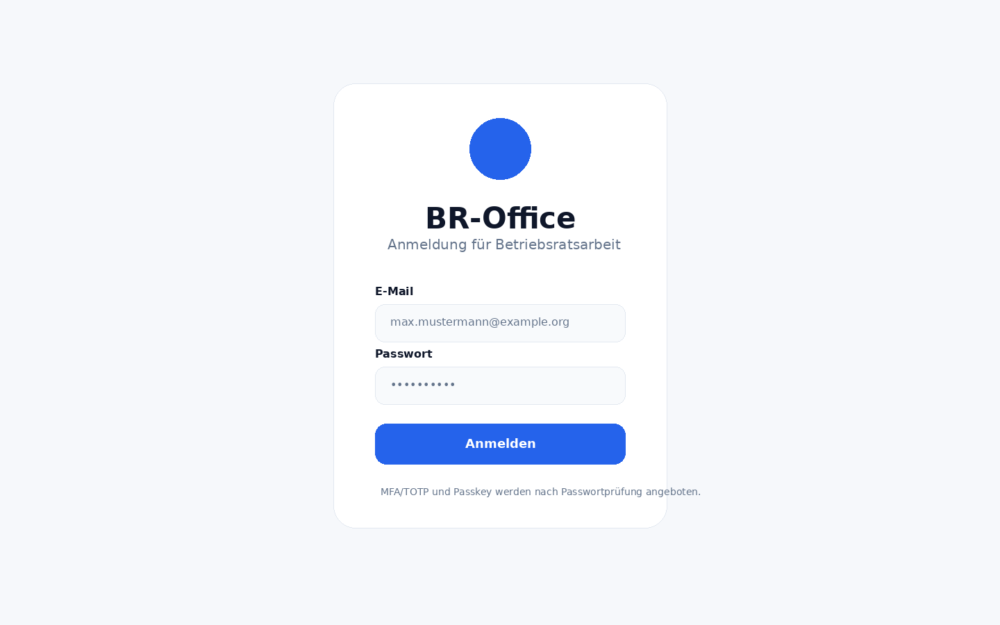 BR-Office
Anmeldung für Betriebsratsarbeit
E-Mail
max.mustermann@example.org
Passwort
••••••••••
Anmelden
MFA/TOTP und Passkey werden nach Passwortprüfung angeboten.